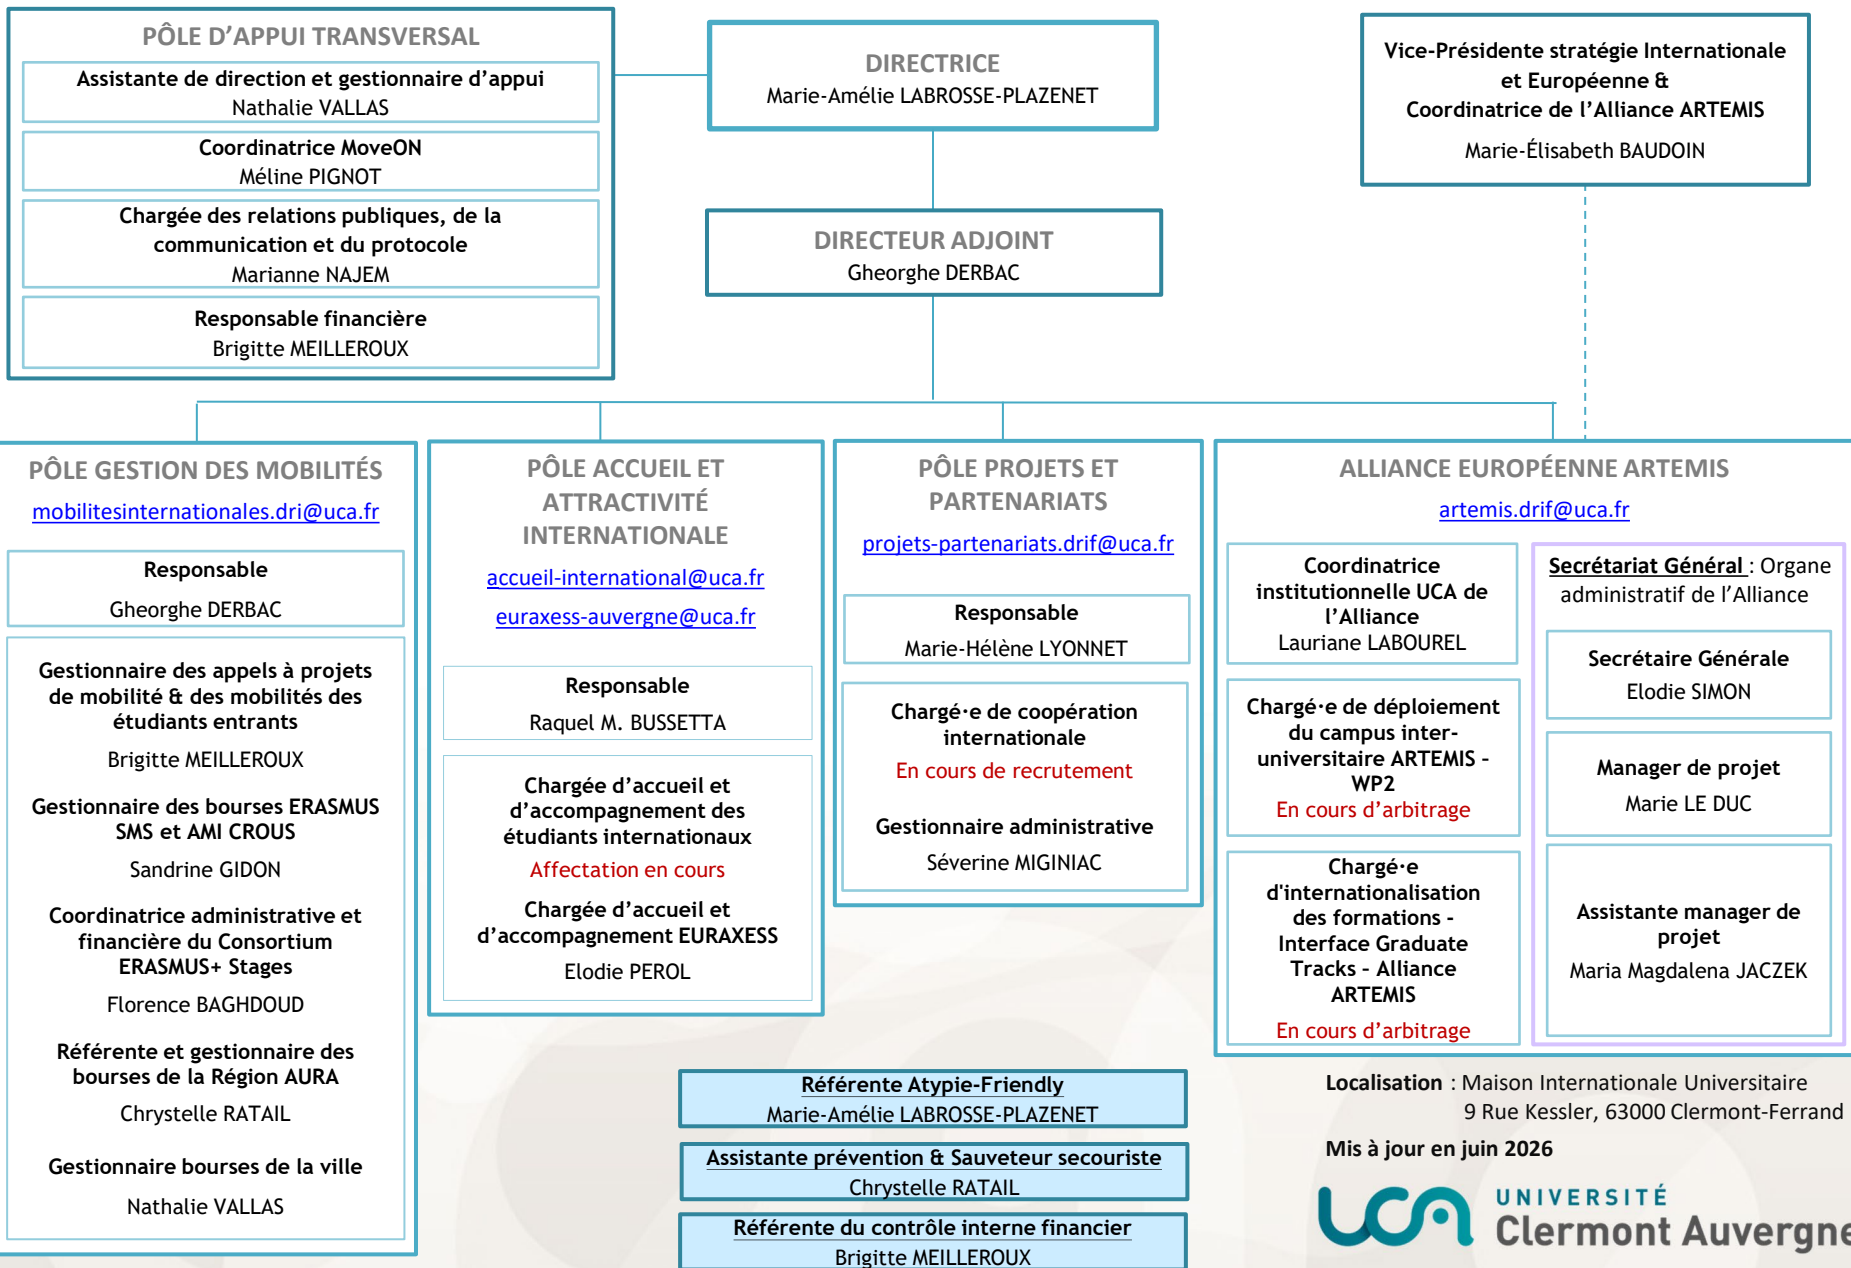 PÔLE D’APPUI TRANSVERSAL
Assistante de direction et gestionnaire d’appui
Nathalie VALLAS
Coordinatrice MoveON
Méline PIGNOT
Chargée des relations publiques, de la
communication et du protocole
Marianne NAJEM
Responsable financière
Brigitte MEILLEROUX
DIRECTRICE
Marie-Amélie LABROSSE-PLAZENET
DIRECTEUR ADJOINT
Gheorghe DERBAC
Vice-Présidente stratégie Internationale
et Européenne &
Coordinatrice de l’Alliance ARTEMIS
Marie-Élisabeth BAUDOIN
PÔLE GESTION DES MOBILITÉS
mobilitesinternationales.dri@uca.fr
Responsable
Gheorghe DERBAC
Gestionnaire des appels à projets
de mobilité & des mobilités des
étudiants entrants
Brigitte MEILLEROUX
Gestionnaire des bourses ERASMUS
SMS et AMI CROUS
Sandrine GIDON
Coordinatrice administrative et
financière du Consortium
ERASMUS+ Stages
Florence BAGHDOUD
Référente et gestionnaire des
bourses de la Région AURA
Chrystelle RATAIL
Gestionnaire bourses de la ville
Nathalie VALLAS
PÔLE ACCUEIL ET
ATTRACTIVITÉ
INTERNATIONALE
accueil-international@uca.fr
euraxess-auvergne@uca.fr
Responsable
Raquel M. BUSSETTA
Chargée d’accueil et
d’accompagnement des
étudiants internationaux
Affectation en cours
Chargée d’accueil et
d’accompagnement EURAXESS
Elodie PEROL
PÔLE PROJETS ET
PARTENARIATS
projets-partenariats.drif@uca.fr
Responsable
Marie-Hélène LYONNET
Chargé·e de coopération
internationale
En cours de recrutement
Gestionnaire administrative
Séverine MIGINIAC
ALLIANCE EUROPÉENNE ARTEMIS
artemis.drif@uca.fr
Coordinatrice
institutionnelle UCA de
l’Alliance
Lauriane LABOUREL
Chargé·e de déploiement
du campus inter-
universitaire ARTEMIS –
WP2
En cours d’arbitrage
Chargé·e
d'internationalisation
des formations -
Interface Graduate
Tracks – Alliance
ARTEMIS
En cours d’arbitrage
Secrétariat Général : Organe
administratif de l’Alliance
Secrétaire Générale
Elodie SIMON
Manager de projet
Marie LE DUC
Assistante manager de
projet
Maria Magdalena JACZEK
Référente Atypie-Friendly
Marie-Amélie LABROSSE-PLAZENET
Assistante prévention & Sauveteur secouriste
Chrystelle RATAIL
Référente du contrôle interne financier
Brigitte MEILLEROUX
Localisation : Maison Internationale Universitaire
9 Rue Kessler, 63000 Clermont-Ferrand
Mis à jour en juin 2026
UCA UNIVERSITÉ
Clermont Auvergne